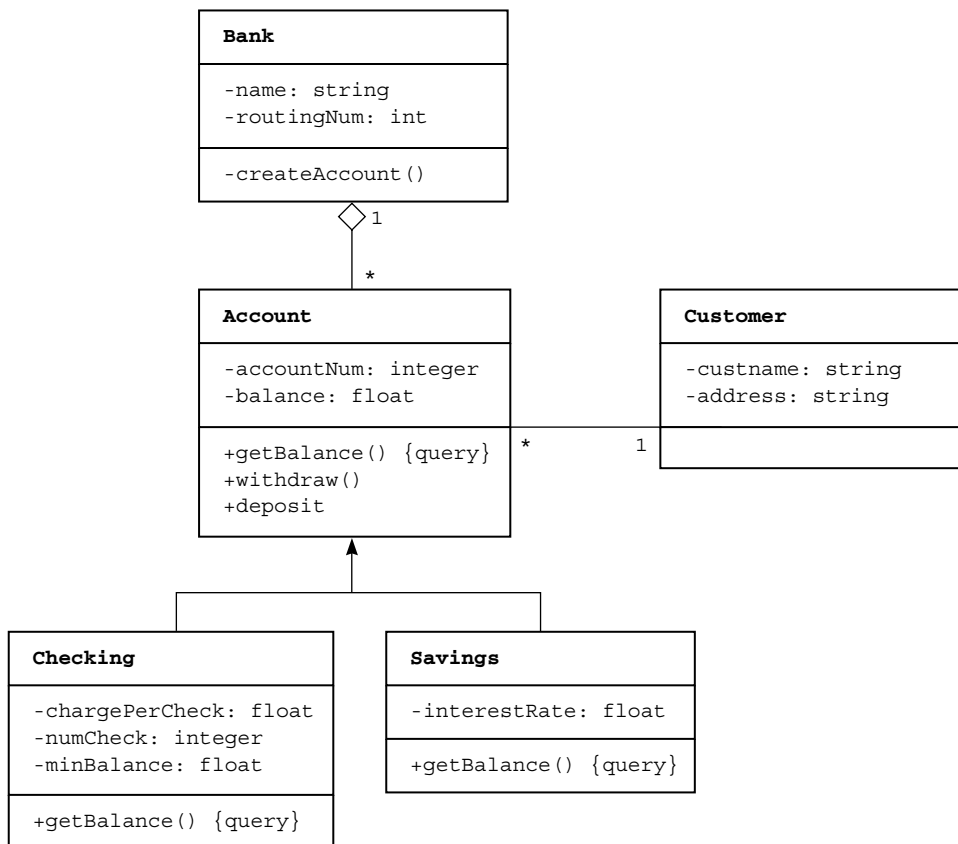 Bank
-name: string
-routingNum: int
-createAccount()
1
*
Account
-accountNum: integer
-balance: float
+getBalance() {query}
+withdraw()
+deposit
*
1
Customer
-custname: string
-address: string
Checking
-chargePerCheck: float
-numCheck: integer
-minBalance: float
+getBalance() {query}
Savings
-interestRate: float
+getBalance() {query}